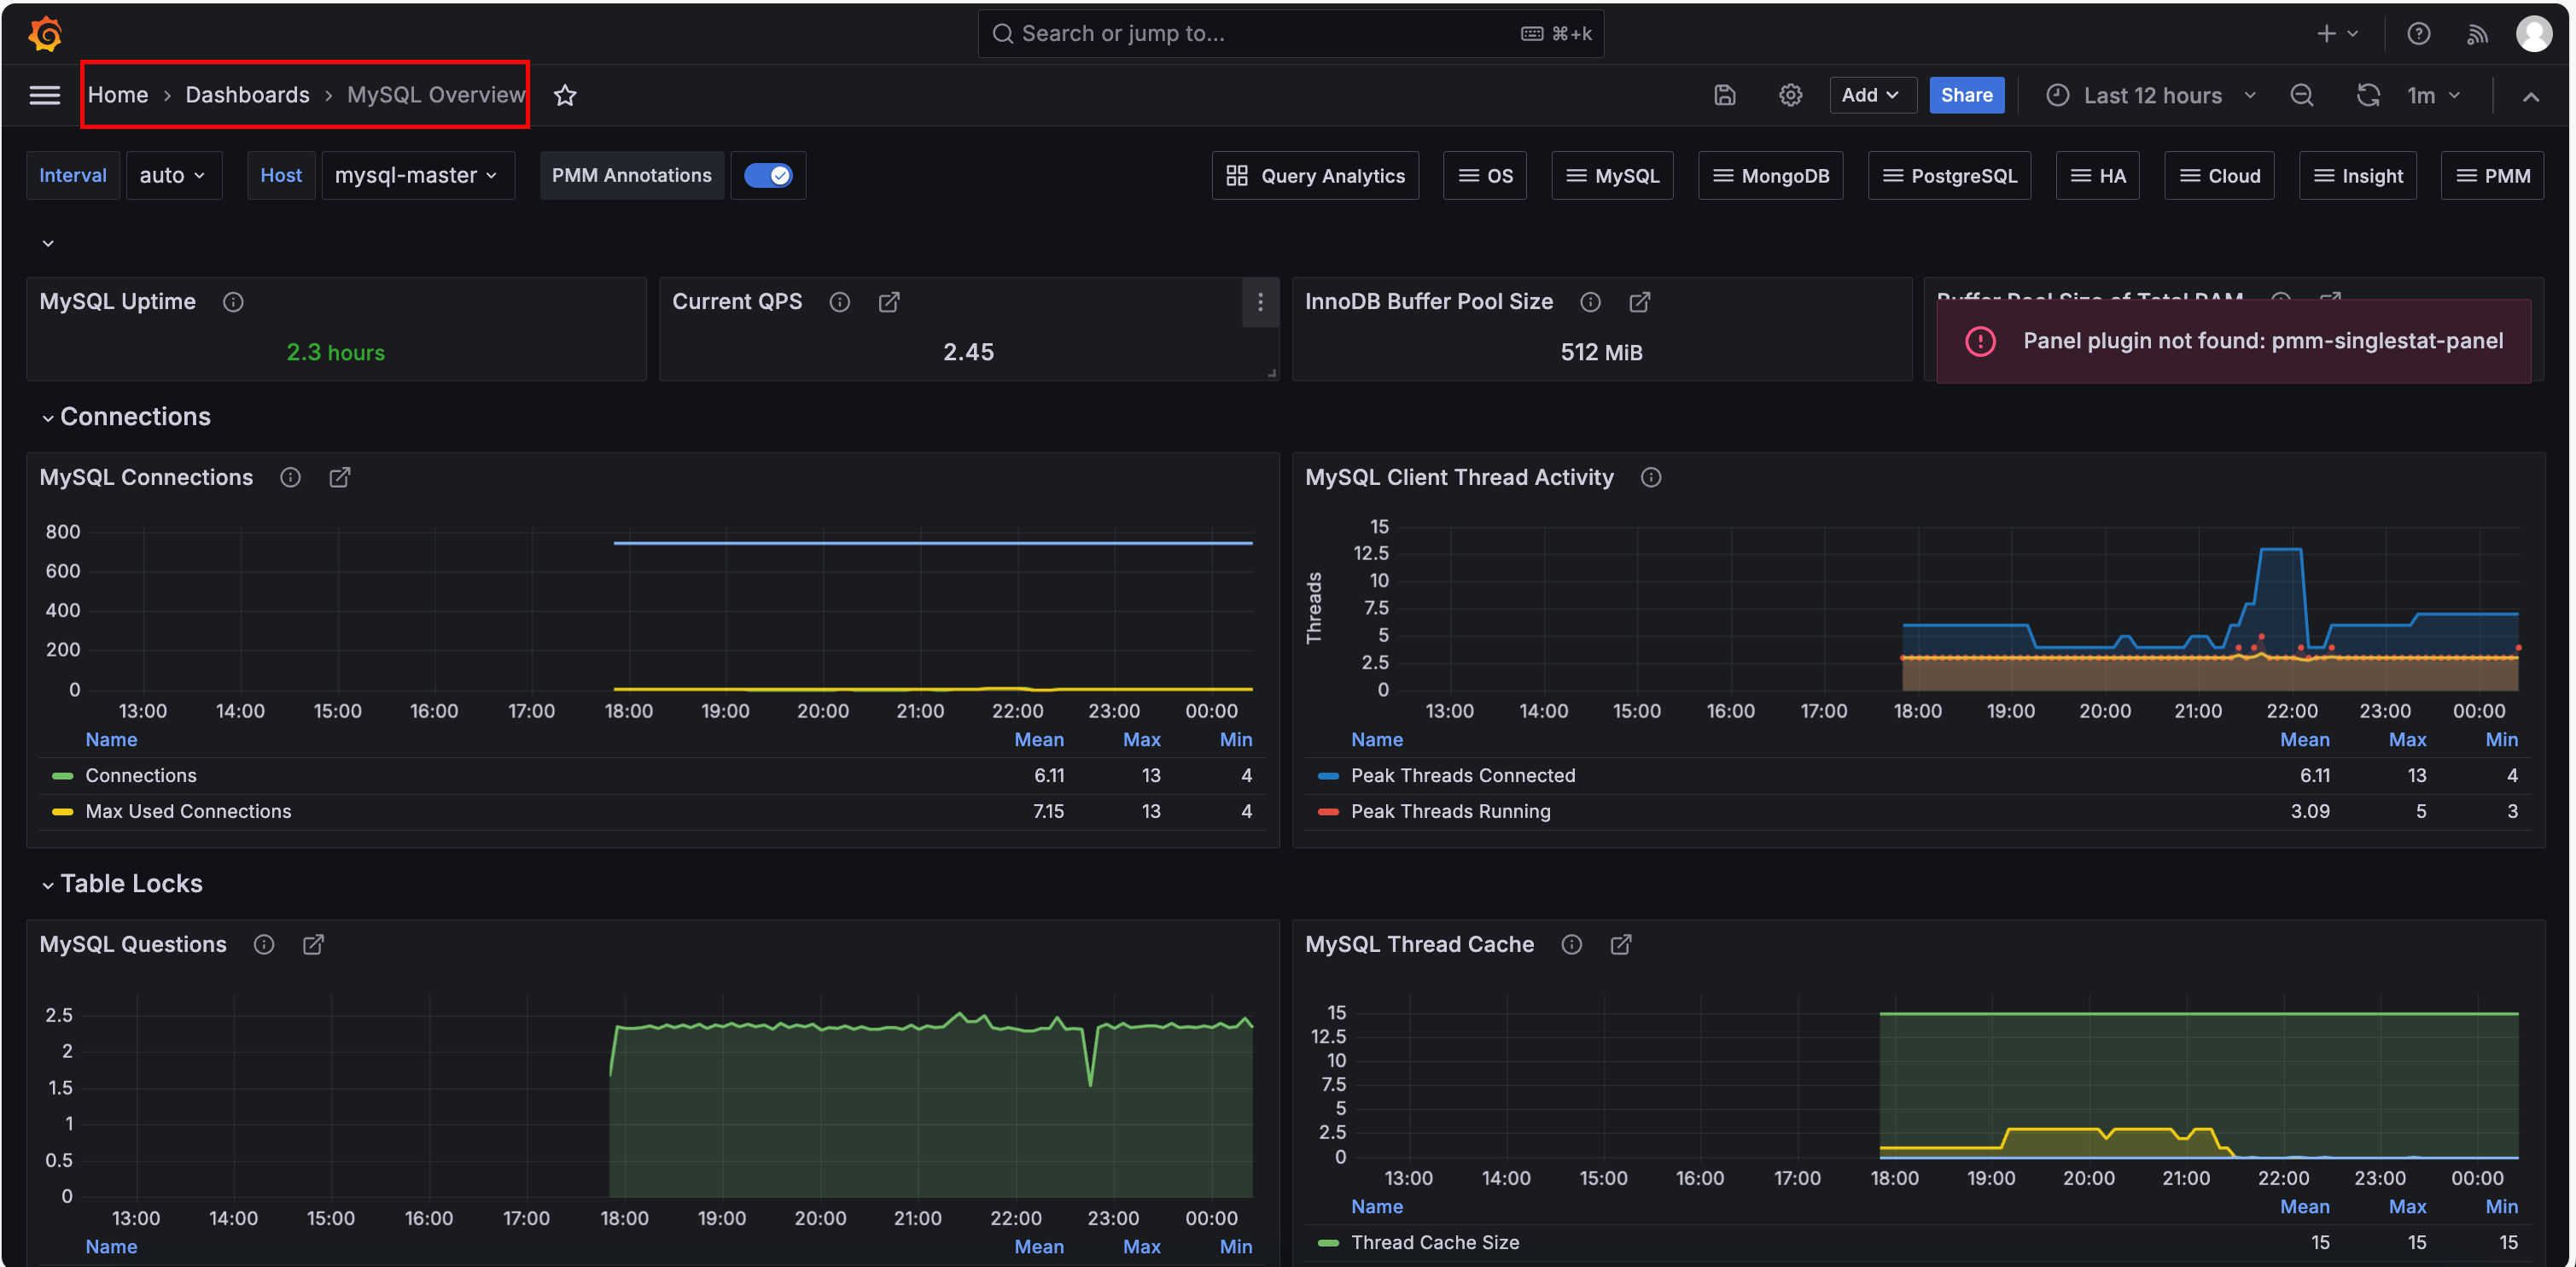 Search or jump to... ⌘+k
Home › Dashboards › MySQL Overview
Add Share Last 12 hours 1m
Interval auto Host mysql-master PMM Annotations Query Analytics OS MySQL MongoDB PostgreSQL HA Cloud Insight PMM
MySQL Uptime
2.3 hours
Current QPS
2.45
InnoDB Buffer Pool Size
512 MiB
Buffer Pool Size of Total RAM
Panel plugin not found: pmm-singlestat-panel
Connections
MySQL Connections
800
600
400
200
0
13:00 14:00 15:00 16:00 17:00 18:00 19:00 20:00 21:00 22:00 23:00 00:00
Name Mean Max Min
Connections 6.11 13 4
Max Used Connections 7.15 13 4
MySQL Client Thread Activity
Threads
15
12.5
10
7.5
5
2.5
0
13:00 14:00 15:00 16:00 17:00 18:00 19:00 20:00 21:00 22:00 23:00 00:00
Name Mean Max Min
Peak Threads Connected 6.11 13 4
Peak Threads Running 3.09 5 3
Table Locks
MySQL Questions
2.5
2
1.5
1
0.5
0
13:00 14:00 15:00 16:00 17:00 18:00 19:00 20:00 21:00 22:00 23:00 00:00
Name Mean Max Min
MySQL Thread Cache
15
12.5
10
7.5
5
2.5
0
13:00 14:00 15:00 16:00 17:00 18:00 19:00 20:00 21:00 22:00 23:00 00:00
Name Mean Max Min
Thread Cache Size 15 15 15